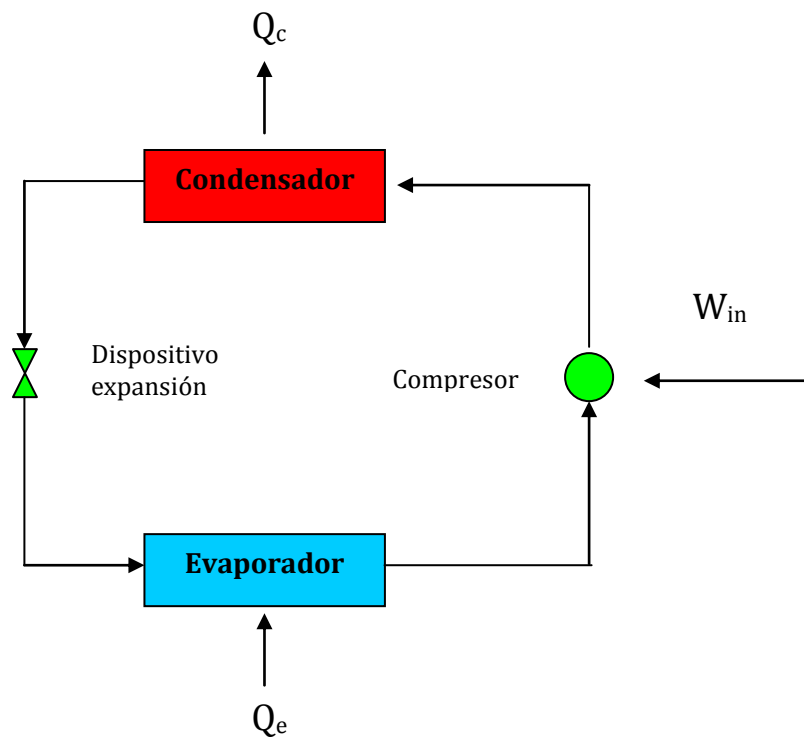 Qc
Condensador
Win
Dispositivo
expansión
Compresor
Evaporador
Qe